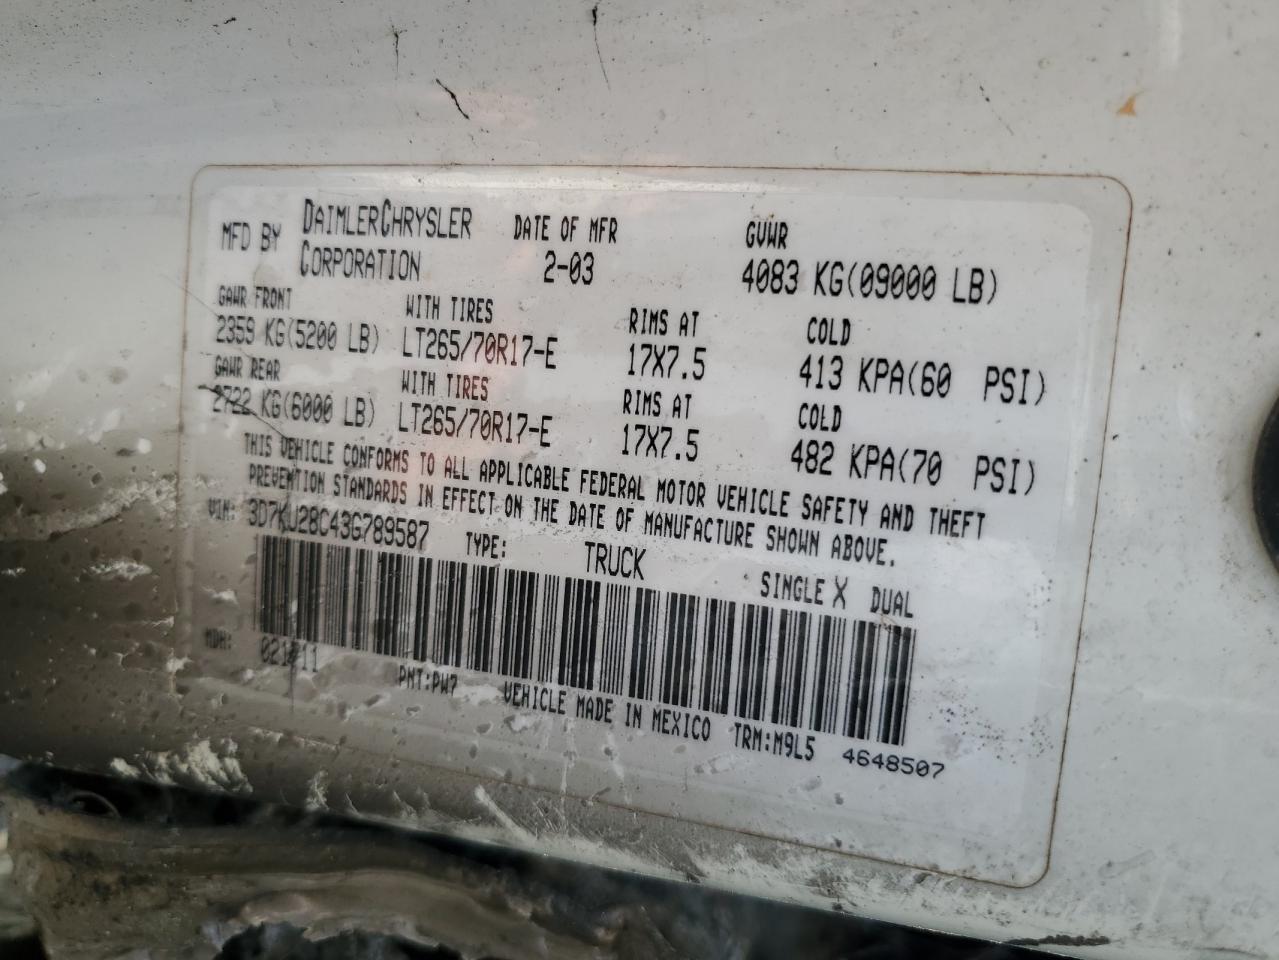 MFD BY DAIMLERCHRYSLER CORPORATION DATE OF MFR 2-03 GVWR 4083 KG(09000 LB)
GAWR FRONT WITH TIRES RIMS AT COLD
2359 KG(5200 LB) LT265/70R17-E 17X7.5 413 KPA(60 PSI)
GAWR REAR WITH TIRES RIMS AT COLD
2722 KG(6000 LB) LT265/70R17-E 17X7.5 482 KPA(70 PSI)
THIS VEHICLE CONFORMS TO ALL APPLICABLE FEDERAL MOTOR VEHICLE SAFETY AND THEFT
PREVENTION STANDARDS IN EFFECT ON THE DATE OF MANUFACTURE SHOWN ABOVE.
VIN: 3D7KU28C43G789587 TYPE: TRUCK SINGLE X DUAL
MDH: PNT:PW7 VEHICLE MADE IN MEXICO TRM:M9L5 4648507